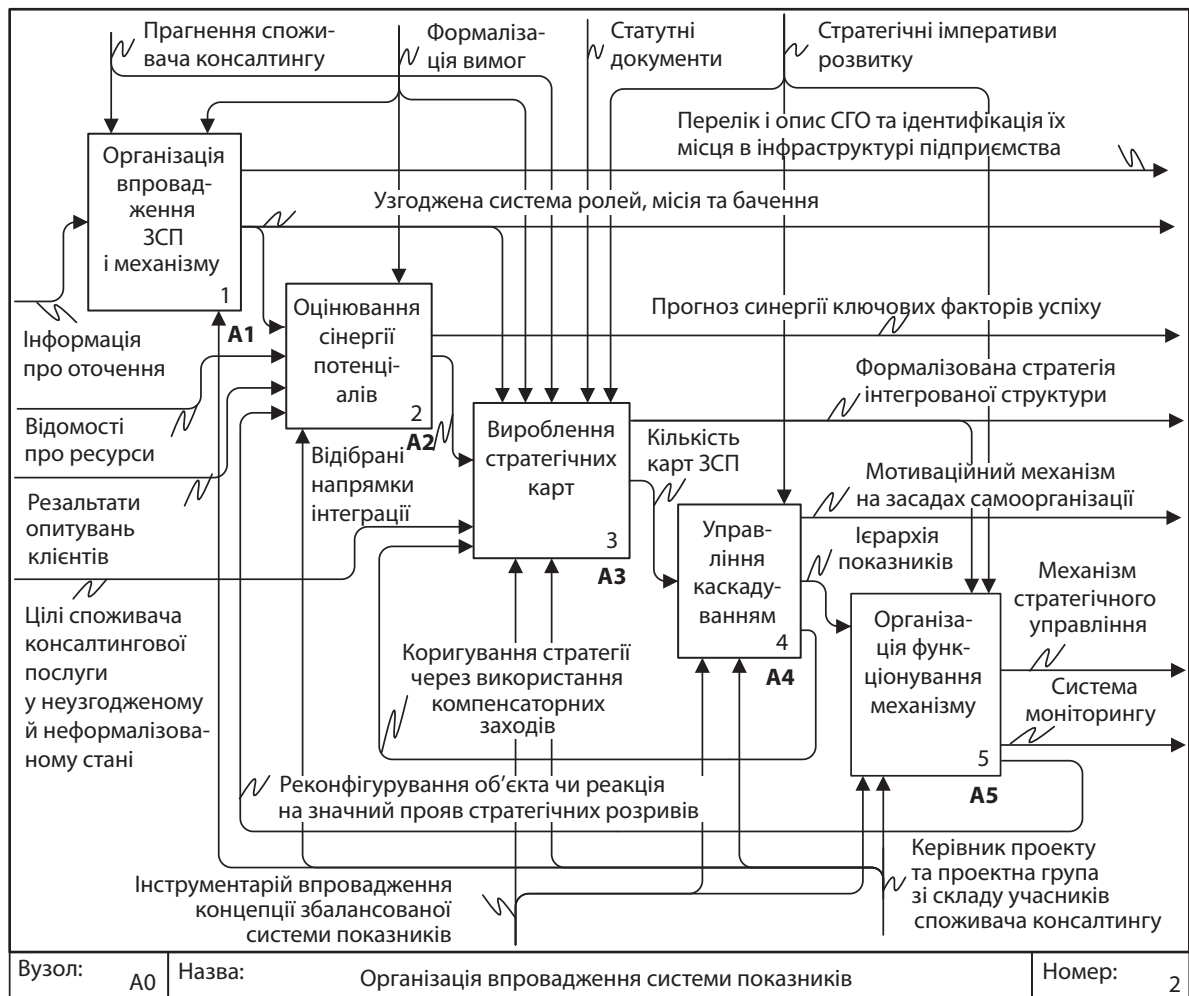 Прагнення спожи-
вача консалтингу
Формаліза-
ція вимог
Статутні
документи
Стратегічні імперативи
розвитку
Перелік і опис СГО та ідентифікація їх
місця в інфраструктурі підприємства
Організація
впровад-
ження
ЗСП
і механізму
1
А1
Узгоджена система ролей, місія та бачення
Інформація
про оточення
Оцінювання
сінергії
потенці-
алів
2
А2
Прогноз синергії ключових факторів успіху
Формалізована стратегія
інтегрованої структури
Відомості
про ресурси
Відібрані
напрямки
інтеграції
Вироблення
стратегічних
карт
3
А3
Кількість
карт ЗСП
Мотиваційний механізм
на засадах самоорганізації
Резальтати
опитувань
клієнтів
Управ-
ління
каскаду-
ванням
4
А4
Ієрархія
показників
Механізм
стратегічного
управління
Цілі споживача
консалтингової
послуги
у неузгодженому
й неформалізова-
ному стані
Коригування стратегії
через використання
компенсаторних
заходів
Організа-
ція функ-
ціонування
механізму
5
А5
Система
моніторингу
Реконфігурування об’єкта чи реакція
на значний прояв стратегічних розривів
Інструментарій впровадження
концепції збалансованої
системи показників
Керівник проекту
та проектна група
зі складу учасників
споживача консалтингу
Вузол:
А0
Назва:
Організація впровадження системи показників
Номер:
2